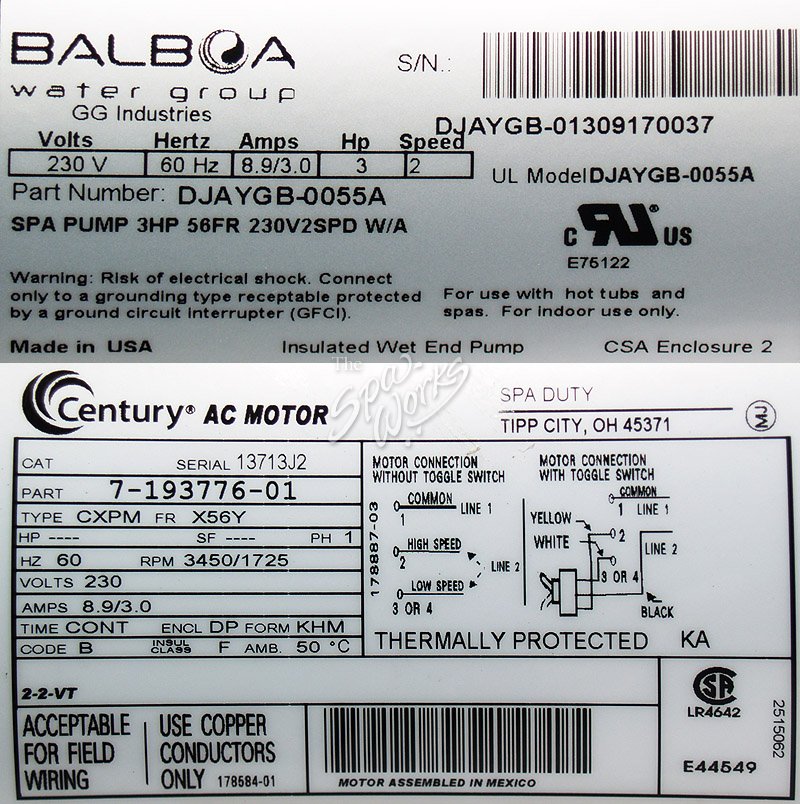 BALBOA
water group
GG Industries
S/N.:
DJAYGB-01309170037
Volts Hertz Amps Hp Speed
230 V 60 Hz 8.9/3.0 3 2
UL Model DJAYGB-0055A
Part Number: DJAYGB-0055A
SPA PUMP 3HP 56FR 230V2SPD W/A
C RU ® US
E75122
Warning: Risk of electrical shock. Connect
only to a grounding type receptable protected
by a ground circuit interrupter (GFCI).
For use with hot tubs and
spas. For indoor use only.
Made in USA Insulated Wet End Pump CSA Enclosure 2
The
Spa
Works
Century® AC MOTOR
SPA DUTY
TIPP CITY, OH 45371
MJ
CAT SERIAL 13713J2
PART 7-193776-01
TYPE CXPM FR X56Y
HP ---- SF ---- PH 1
HZ 60 RPM 3450/1725
VOLTS 230
AMPS 8.9/3.0
TIME CONT ENCL DP FORM KHM
CODE B INSUL CLASS F AMB. 50 °C
178887-03
MOTOR CONNECTION
WITHOUT TOGGLE SWITCH
COMMON
1 LINE 1
HIGH SPEED
2
LINE 2
LOW SPEED
3 OR 4
MOTOR CONNECTION
WITH TOGGLE SWITCH
COMMON
1 LINE 1
YELLOW
2
WHITE
LINE 2
3 OR 4
BLACK
THERMALLY PROTECTED KA
2-2-VT
ACCEPTABLE
FOR FIELD
WIRING
USE COPPER
CONDUCTORS
ONLY 178584-01
MOTOR ASSEMBLED IN MEXICO
SA
LR4642
E44549
2515062